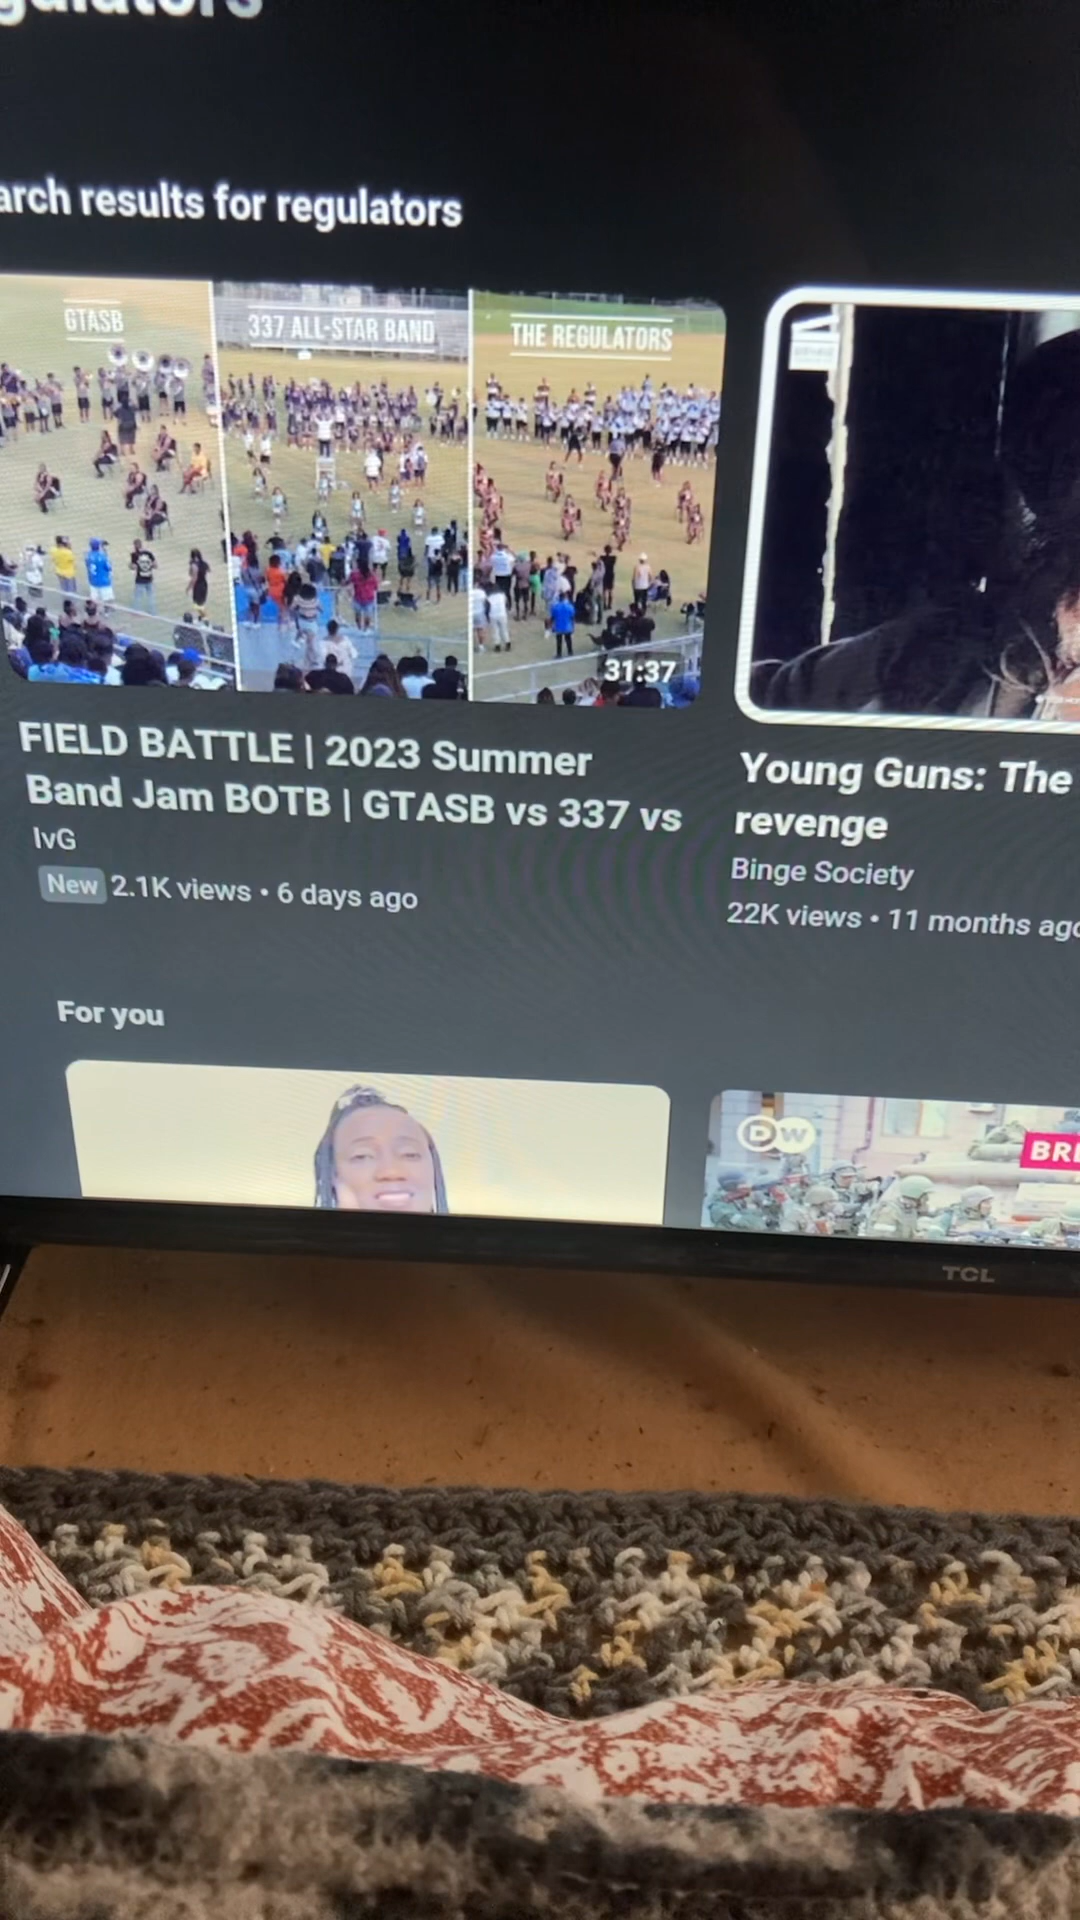 gulators
arch results for regulators
GTASB
337 ALL-STAR BAND
THE REGULATORS
31:37
FIELD BATTLE | 2023 Summer
Band Jam BOTB | GTASB vs 337 vs
IvG
New 2.1K views • 6 days ago
Young Guns: The
revenge
Binge Society
22K views • 11 months ago
For you
DW
BRE
TCL